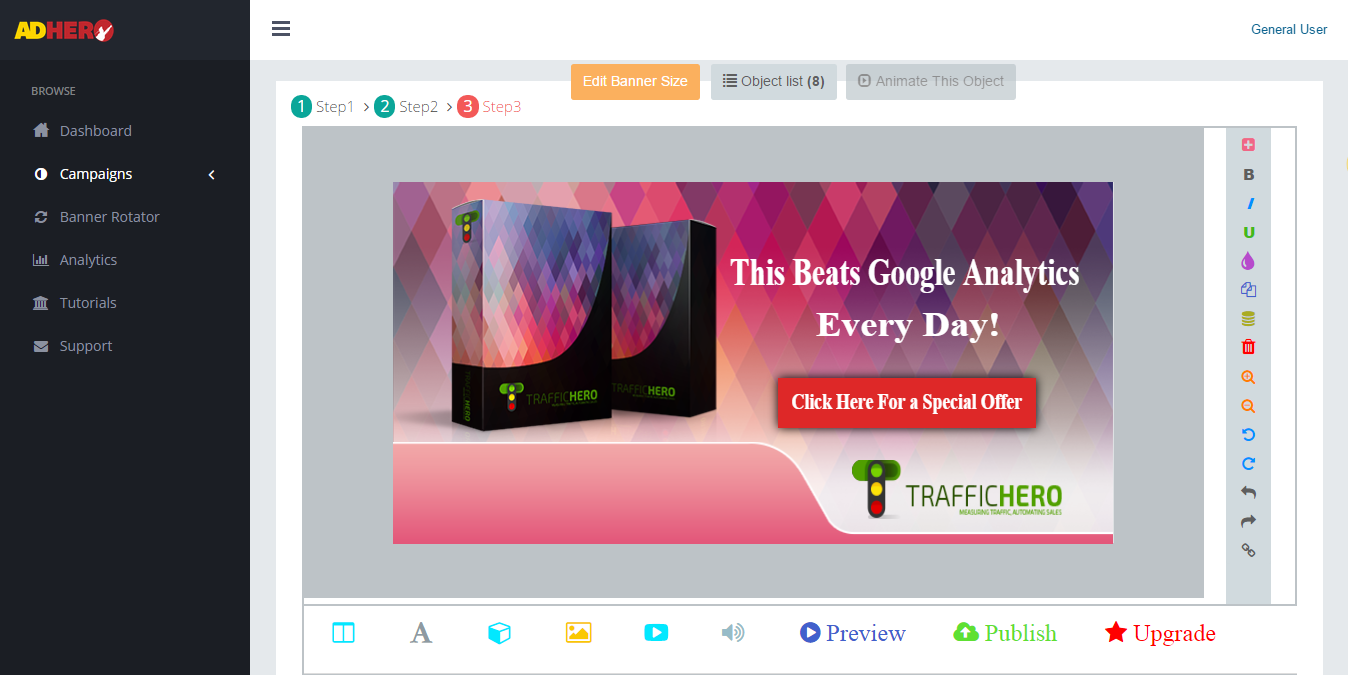 ADHERO
General User
BROWSE
Dashboard
Campaigns
Banner Rotator
Analytics
Tutorials
Support
Edit Banner Size
Object list (8)
Animate This Object
1 Step1 > 2 Step2 > 3 Step3
This Beats Google Analytics
Every Day!
Click Here For a Special Offer
TRAFFICHERO
TRAFFICHERO
TRAFFICHERO
MEASURING TRAFFIC, AUTOMATING SALES
B
I
U
A
Preview
Publish
Upgrade